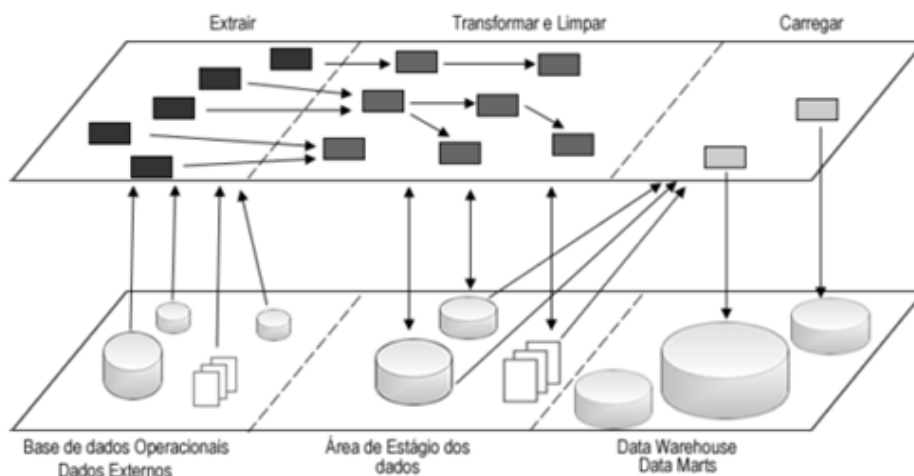 Extrair
Transformar e Limpar
Carregar
Base de dados Operacionais
Dados Externos
Área de Estágio dos
dados
Data Warehouse
Data Marts